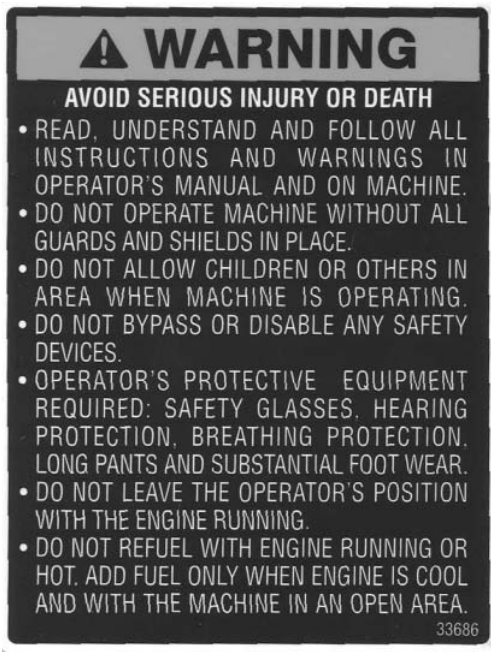 WARNING
AVOID SERIOUS INJURY OR DEATH
• READ, UNDERSTAND AND FOLLOW ALL
INSTRUCTIONS AND WARNINGS IN
OPERATOR'S MANUAL AND ON MACHINE.
• DO NOT OPERATE MACHINE WITHOUT ALL
GUARDS AND SHIELDS IN PLACE.
• DO NOT ALLOW CHILDREN OR OTHERS IN
AREA WHEN MACHINE IS OPERATING.
• DO NOT BYPASS OR DISABLE ANY SAFETY
DEVICES.
• OPERATOR'S PROTECTIVE EQUIPMENT
REQUIRED: SAFETY GLASSES, HEARING
PROTECTION, BREATHING PROTECTION,
LONG PANTS AND SUBSTANTIAL FOOT WEAR.
• DO NOT LEAVE THE OPERATOR'S POSITION
WITH THE ENGINE RUNNING.
• DO NOT REFUEL WITH ENGINE RUNNING OR
HOT. ADD FUEL ONLY WHEN ENGINE IS COOL
AND WITH THE MACHINE IN AN OPEN AREA.
33686